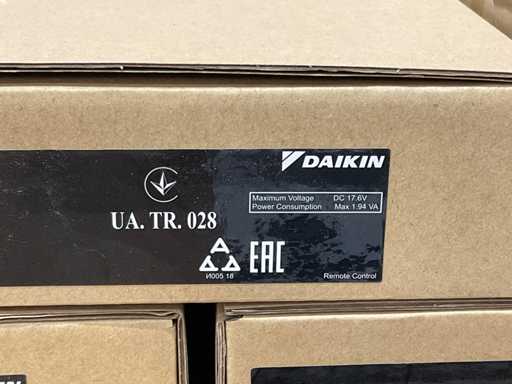 DAIKIN
Maximum Voltage DC 17.6V
Power Consumption Max 1.94 VA
UA. TR. 028
EAC
И005 18
Remote Control